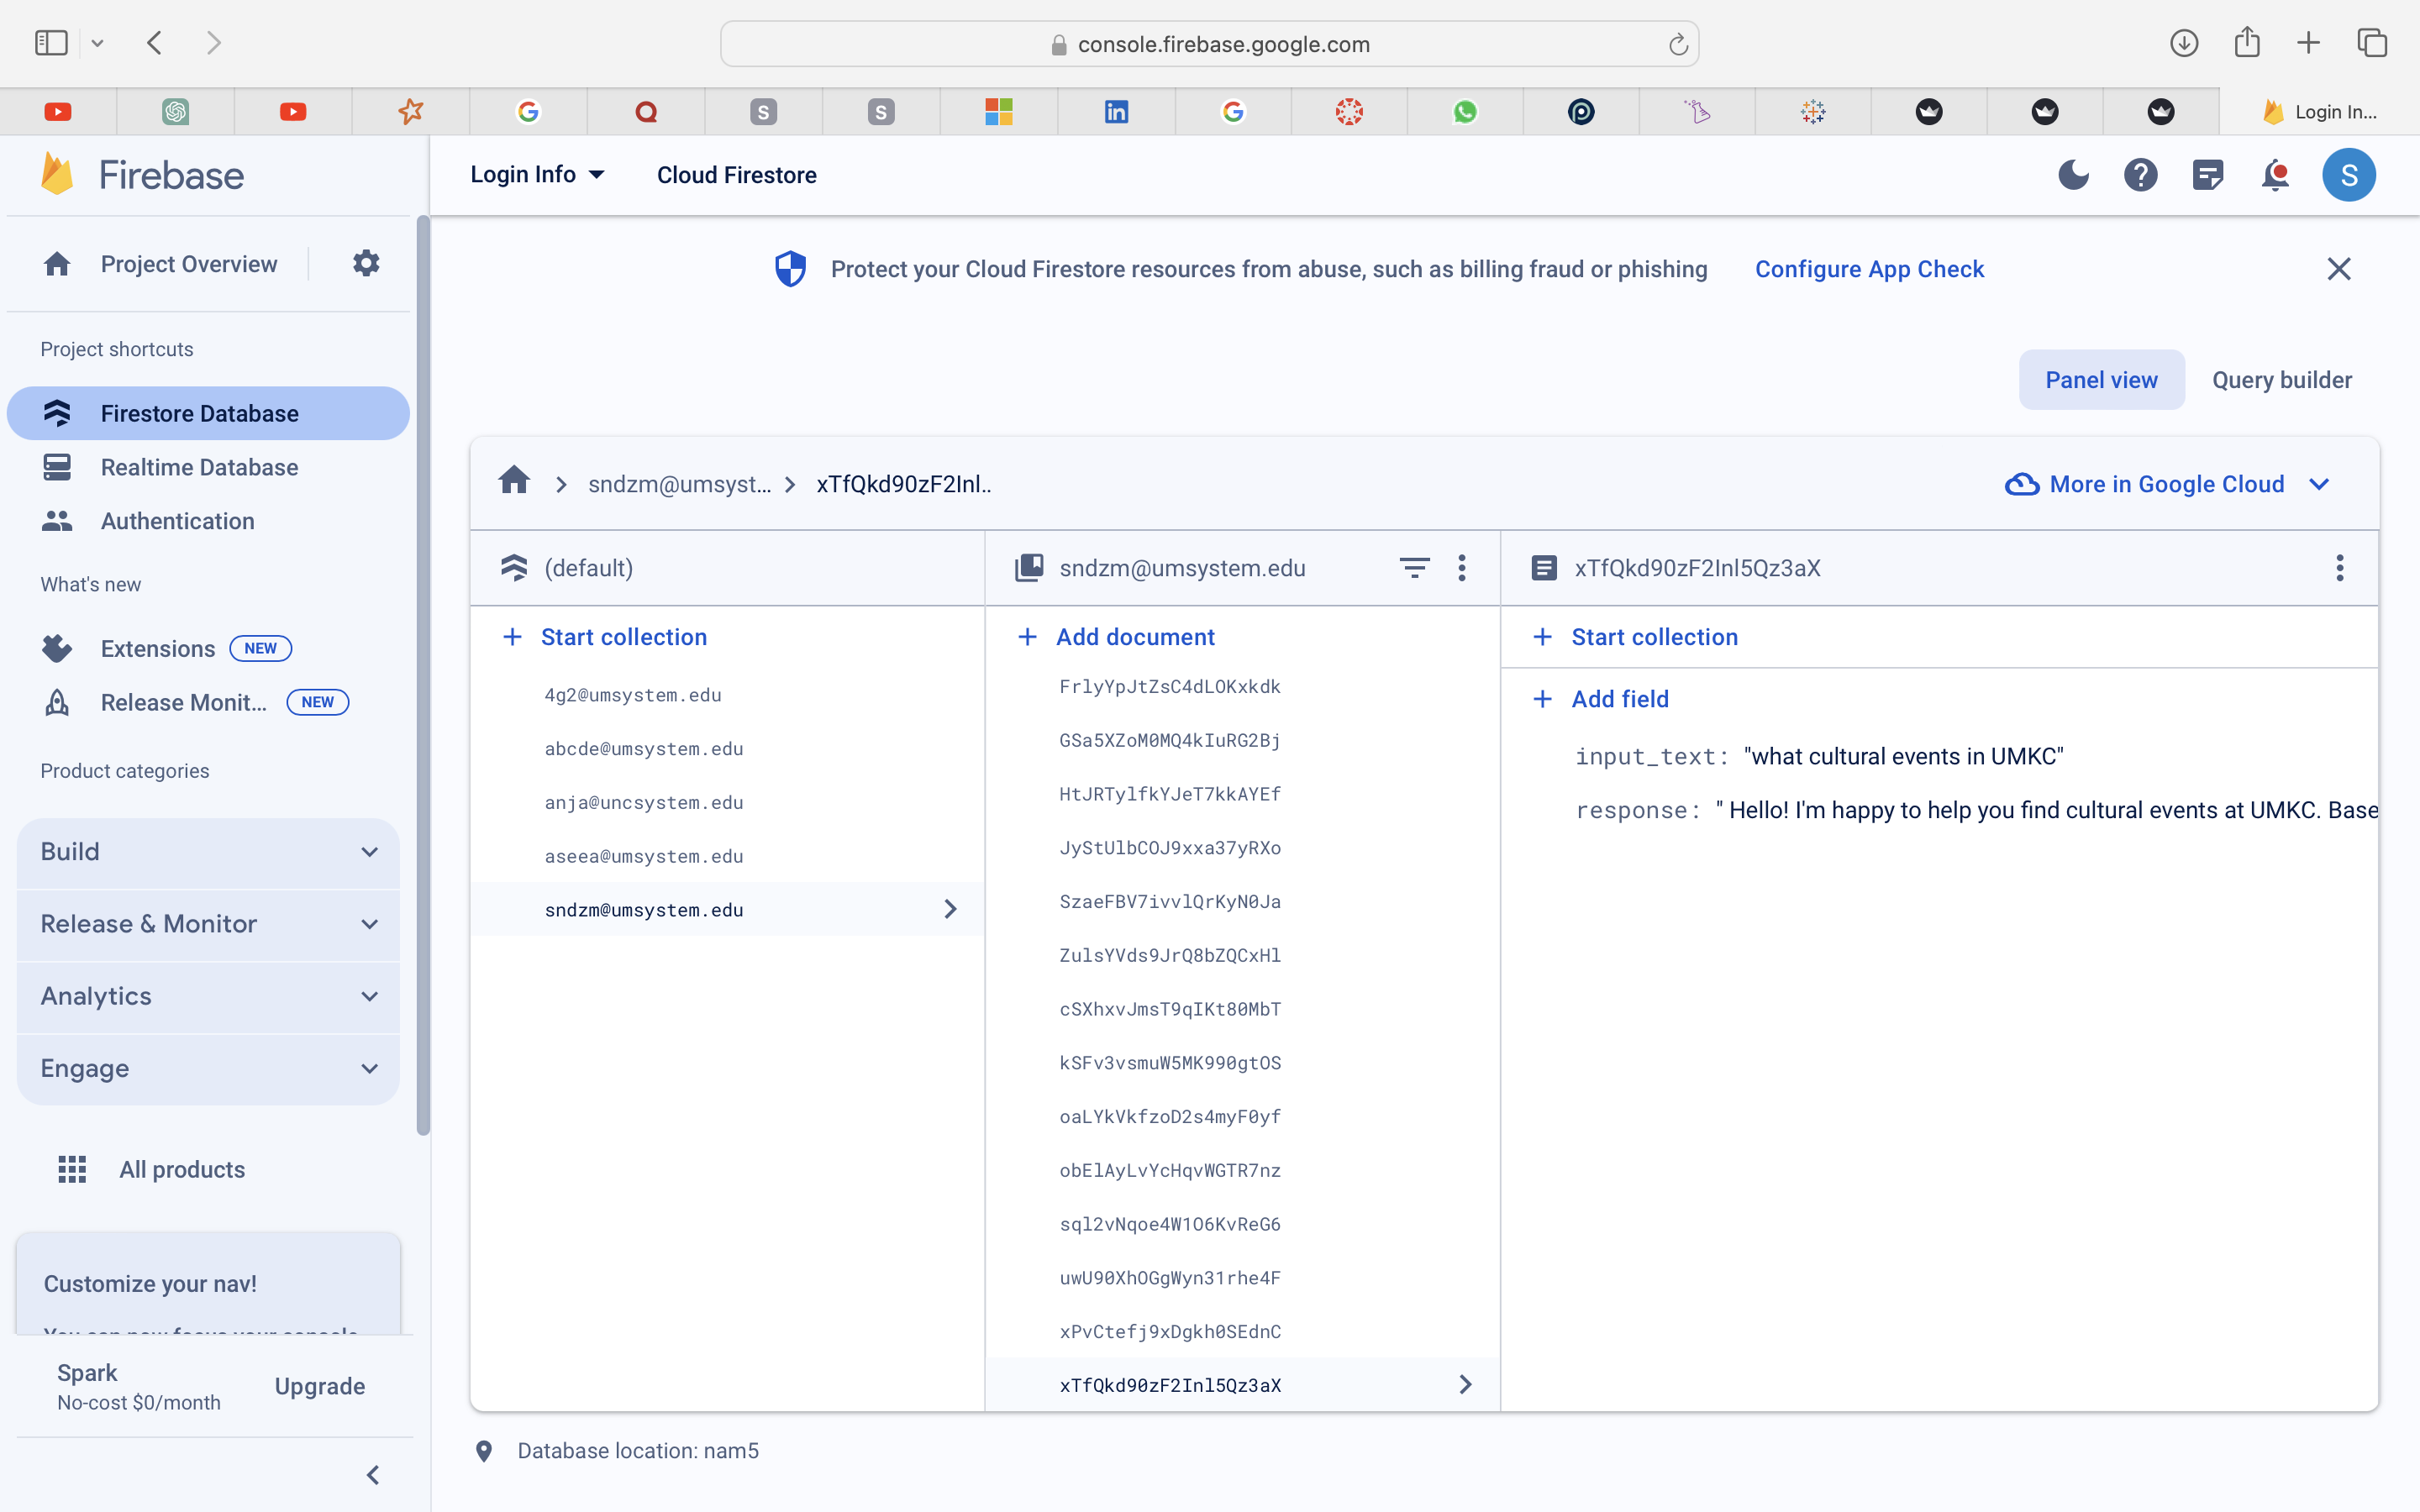 console.firebase.google.com
S
S
Login In...
Firebase
Login Info
Cloud Firestore
S
Project Overview
Protect your Cloud Firestore resources from abuse, such as billing fraud or phishing
Configure App Check
Project shortcuts
Firestore Database
Realtime Database
Authentication
What's new
Extensions NEW
Release Monit... NEW
Product categories
Build
Release & Monitor
Analytics
Engage
All products
Customize your nav!
Spark
No-cost $0/month
Upgrade
Panel view
Query builder
sndzm@umsyst...
xTfQkd90zF2Inl..
More in Google Cloud
(default)
Start collection
4g2@umsystem.edu
abcde@umsystem.edu
anja@uncsystem.edu
aseea@umsystem.edu
sndzm@umsystem.edu
sndzm@umsystem.edu
Add document
FrlyYpJtZsC4dLOKxkdk
GSa5XZoM0MQ4kIuRG2Bj
HtJRTylfkYJeT7kkAYEf
JyStUlbCOJ9xxa37yRXo
SzaeFBV7ivvlQrKyN0Ja
ZulsYVds9JrQ8bZQCxHl
cSXhxvJmsT9qIKt80MbT
kSFv3vsmuW5MK990gtOS
oaLYkVkfzoD2s4myF0yf
obElAyLvYcHqvWGTR7nz
sql2vNqoe4W1O6KvReG6
uwU90XhOGgWyn31rhe4F
xPvCtefj9xDgkh0SEdnC
xTfQkd90zF2Inl5Qz3aX
xTfQkd90zF2Inl5Qz3aX
Start collection
Add field
input_text: "what cultural events in UMKC"
response: " Hello! I'm happy to help you find cultural events at UMKC. Base
Database location: nam5